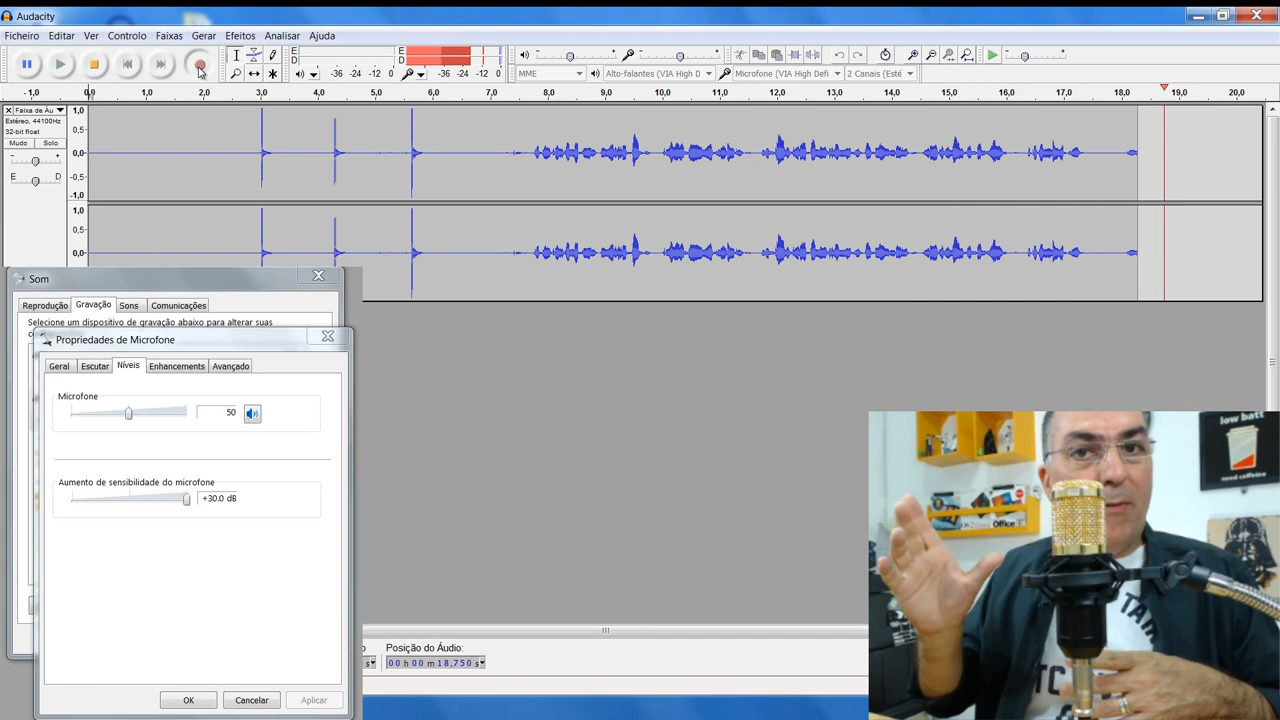 Audacity
Ficheiro Editar Ver Controlo Faixas Gerar Efeitos Analisar Ajuda
E
D
-36 -24 -12 0
E
D
-36 -24 -12 0
MME
Alto-falantes (VIA High D
Microfone (VIA High Defi
2 Canais (Esté
-1,0 0,0 1,0 2,0 3,0 4,0 5,0 6,0 7,0 8,0 9,0 10,0 11,0 12,0 13,0 14,0 15,0 16,0 17,0 18,0 19,0 20,0
Faixa de Áu
Estéreo, 44100Hz
32-bit float
Mudo Solo
- +
E D
1,0
0,5
0,0
-0,5
-1,0
1,0
0,5
0,0
Som
Reprodução Gravação Sons Comunicações
Selecione um dispositivo de gravação abaixo para alterar suas
Propriedades de Microfone
Geral Escutar Níveis Enhancements Avançado
Microfone
50
Aumento de sensibilidade do microfone
+30.0 dB
OK Cancelar Aplicar
Posição do Áudio:
00 h 00 m 18,750 s
low batt
need caffeine
Office